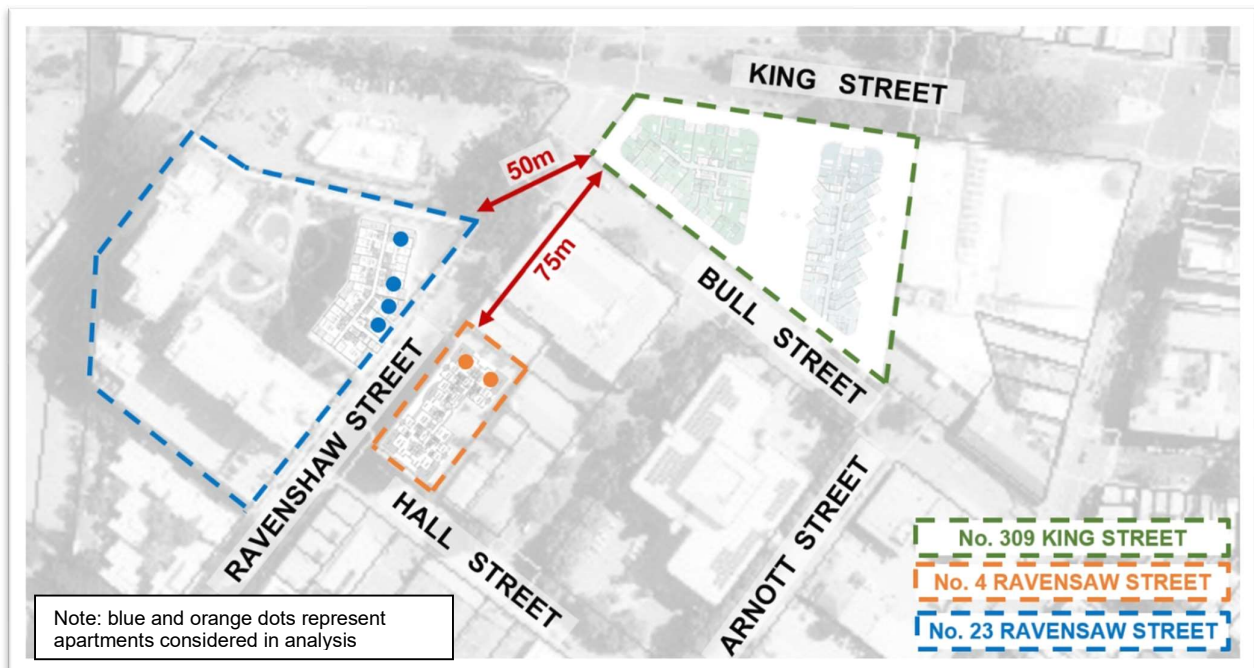 KING STREET
50m
75m
BULL STREET
RAVENSHAW STREET
HALL STREET
ARNOTT STREET
No. 309 KING STREET
No. 4 RAVENSAW STREET
No. 23 RAVENSAW STREET
Note: blue and orange dots represent
apartments considered in analysis